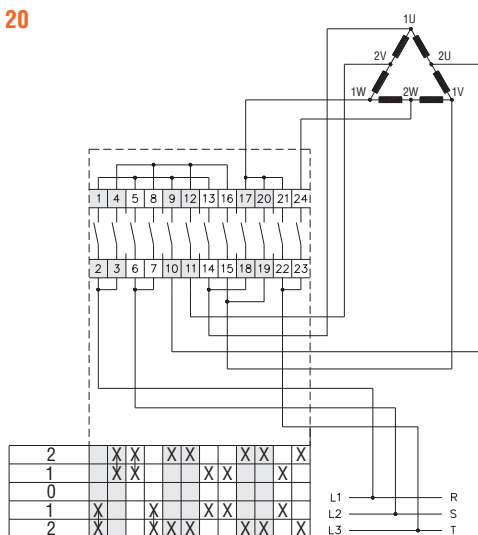 20
1U
2V 2U
1W 2W 1V
1 4 5 8 9 12 13 16 17 20 21 24
2 3 6 7 10 11 14 15 18 19 22 23
2 X X X X X X X
1 X X X X X
0
1 X X X X X
2 X X X X X X X
L1 R
L2 S
L3 T